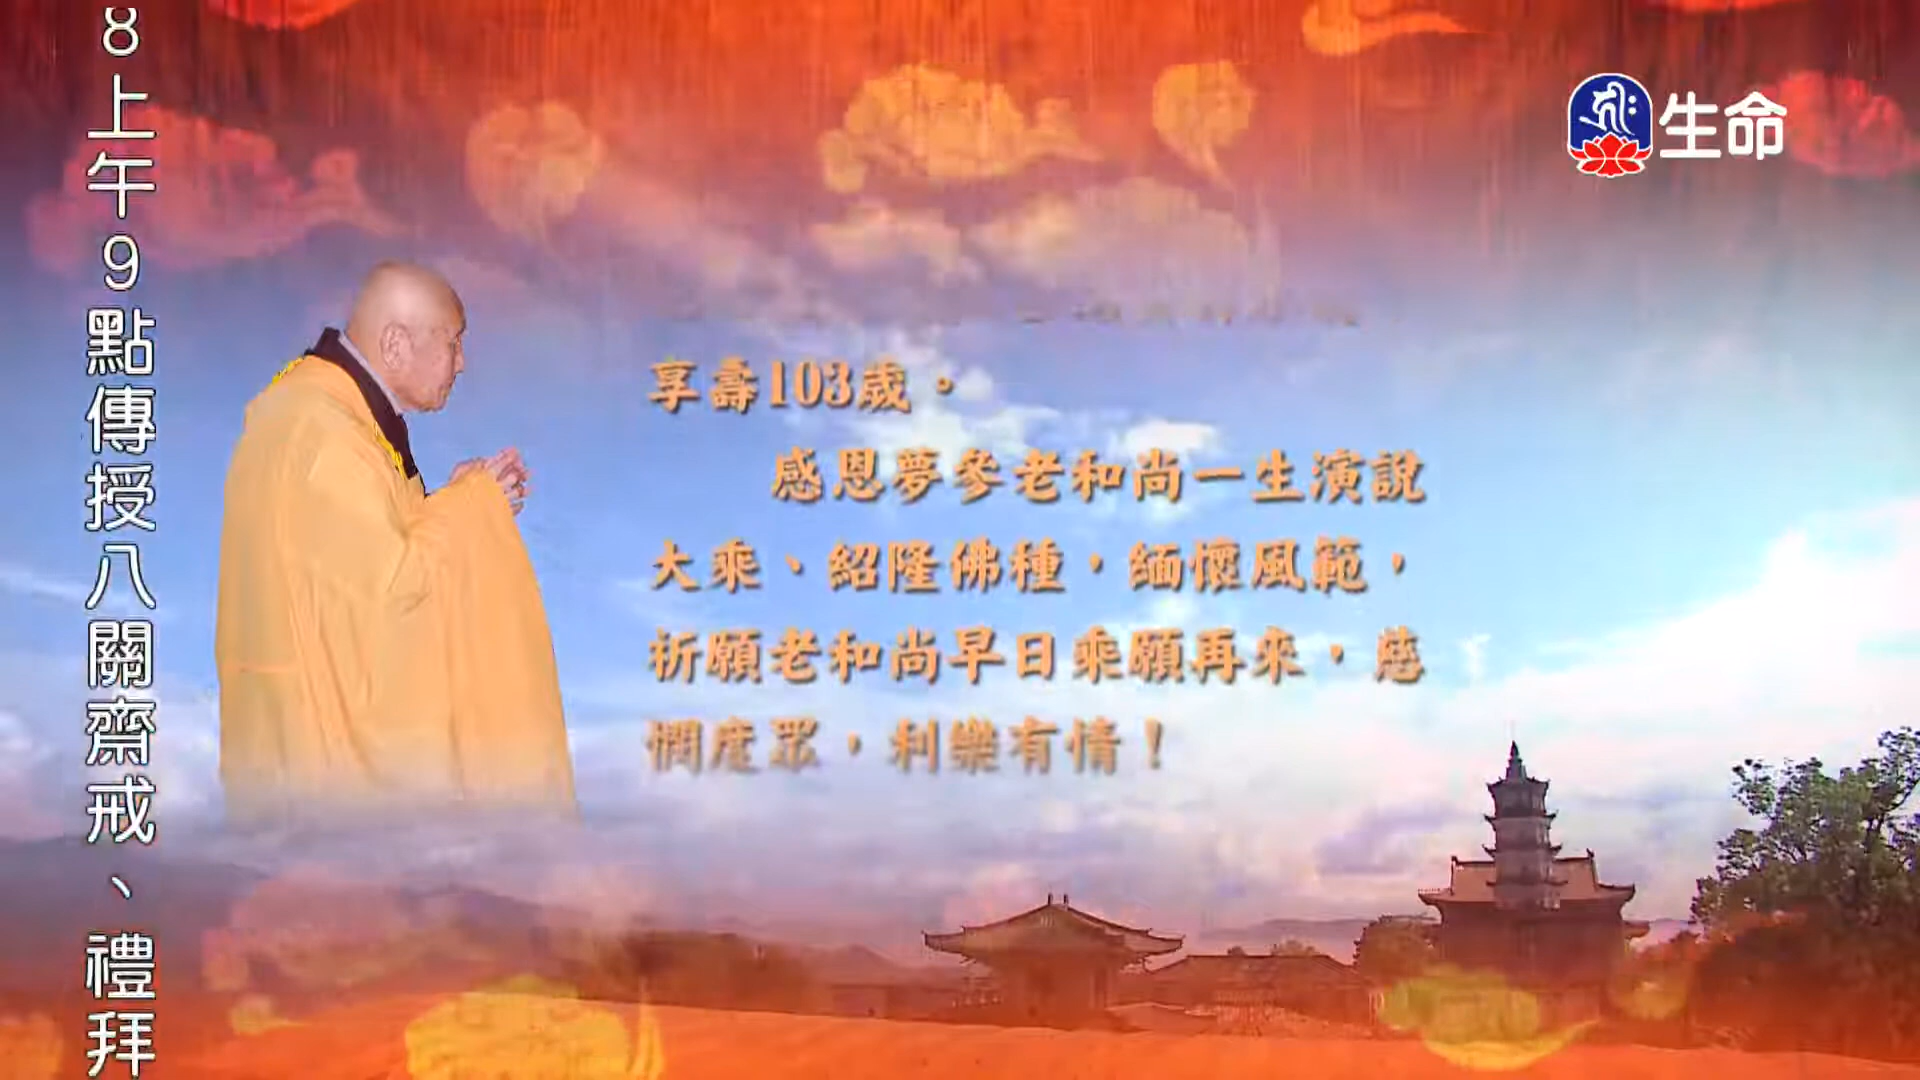 8上午9點傳授八關齋戒、禮拜
生命
享壽103歲。
感恩夢參老和尚一生演說
大乘、紹隆佛種，緬懷風範，
祈願老和尚早日乘願再來，慈
憫度眾，利樂有情！